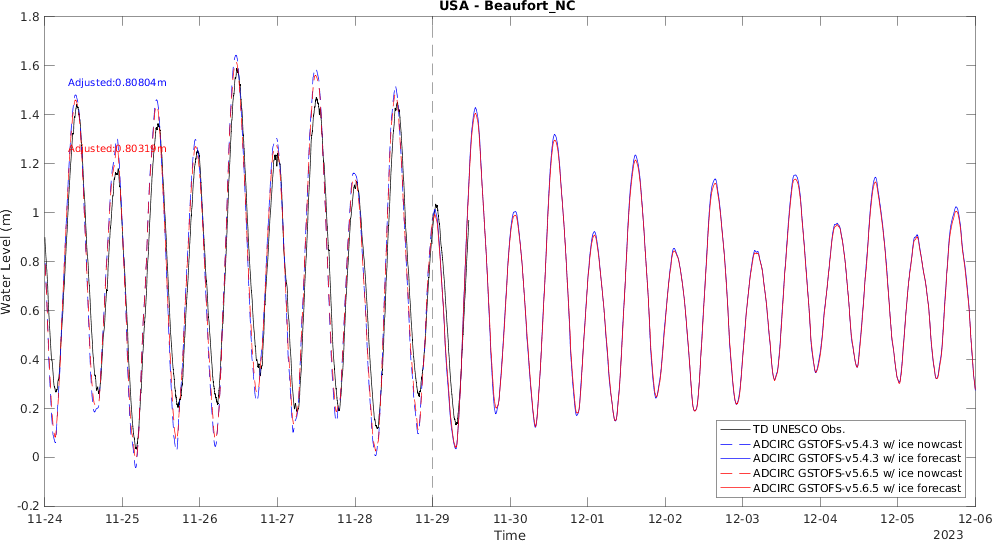 USA - Beaufort_NC
1.8
1.6
1.4
1.2
1
0.8
0.6
0.4
0.2
0
-0.2
Water Level (m)
Adjusted:0.80804m
Adjusted:0.80319m
TD UNESCO Obs.
ADCIRC GSTOFS-v5.4.3 w/ ice nowcast
ADCIRC GSTOFS-v5.4.3 w/ ice forecast
ADCIRC GSTOFS-v5.6.5 w/ ice nowcast
ADCIRC GSTOFS-v5.6.5 w/ ice forecast
11-24 11-25 11-26 11-27 11-28 11-29 11-30 12-01 12-02 12-03 12-04 12-05 12-06
Time
2023